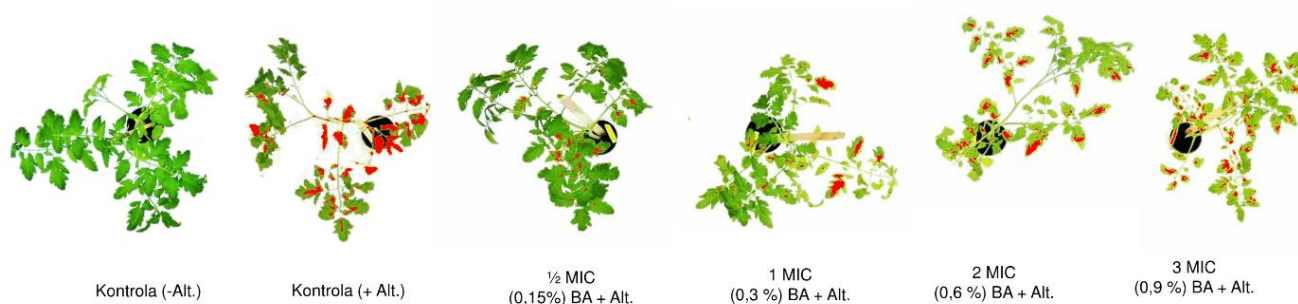 Kontrola (-Alt.)
Kontrola (+ Alt.)
½ MIC
(0,15%) BA + Alt.
1 MIC
(0,3 %) BA + Alt.
2 MIC
(0,6 %) BA + Alt.
3 MIC
(0,9 %) BA + Alt.